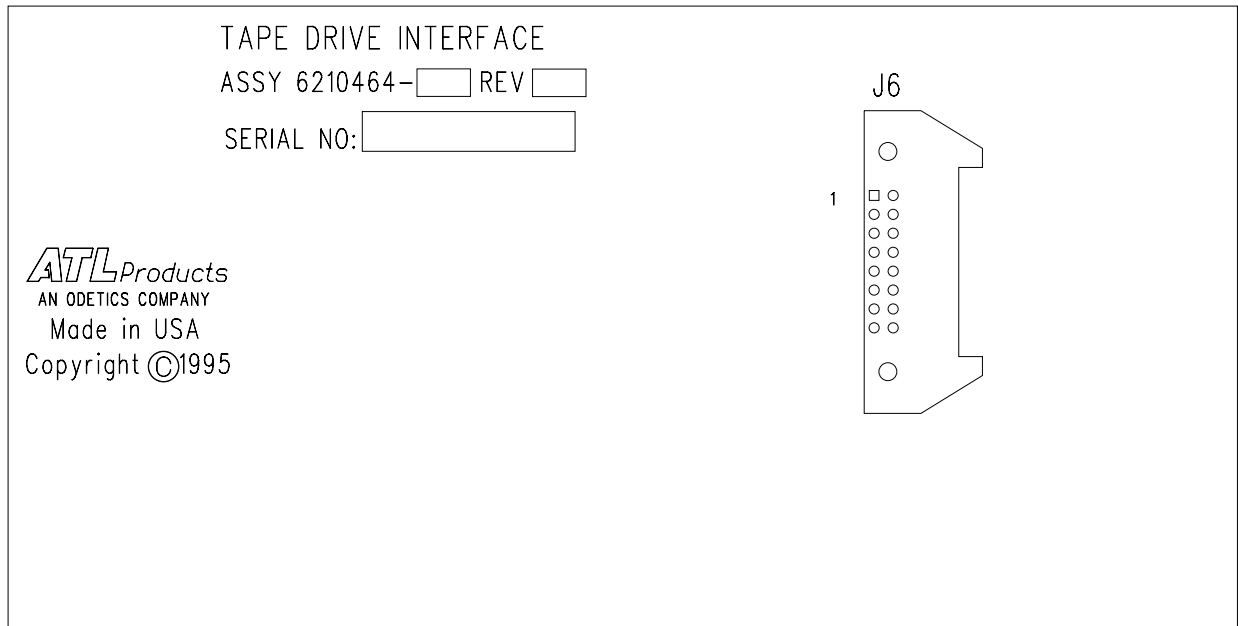 TAPE DRIVE INTERFACE
ASSY 6210464- REV
SERIAL NO:
J6
1
ATL Products
AN ODETICS COMPANY
Made in USA
Copyright ©1995